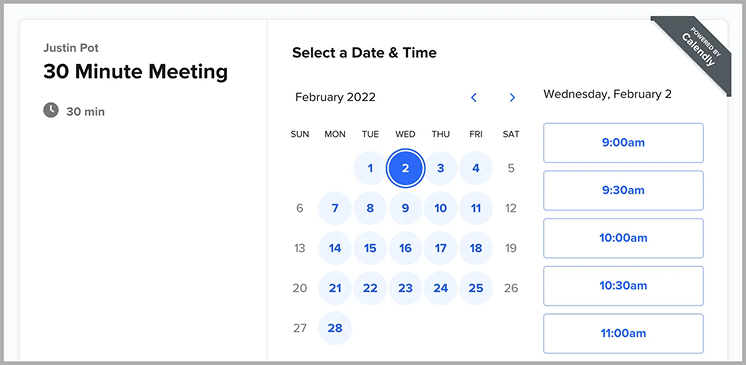 Justin Pot
30 Minute Meeting
30 min
Select a Date & Time
February 2022
SUN MON TUE WED THU FRI SAT
1 2 3 4 5
6 7 8 9 10 11 12
13 14 15 16 17 18 19
20 21 22 23 24 25 26
27 28
Wednesday, February 2
9:00am
9:30am
10:00am
10:30am
11:00am
POWERED BY
Calendly